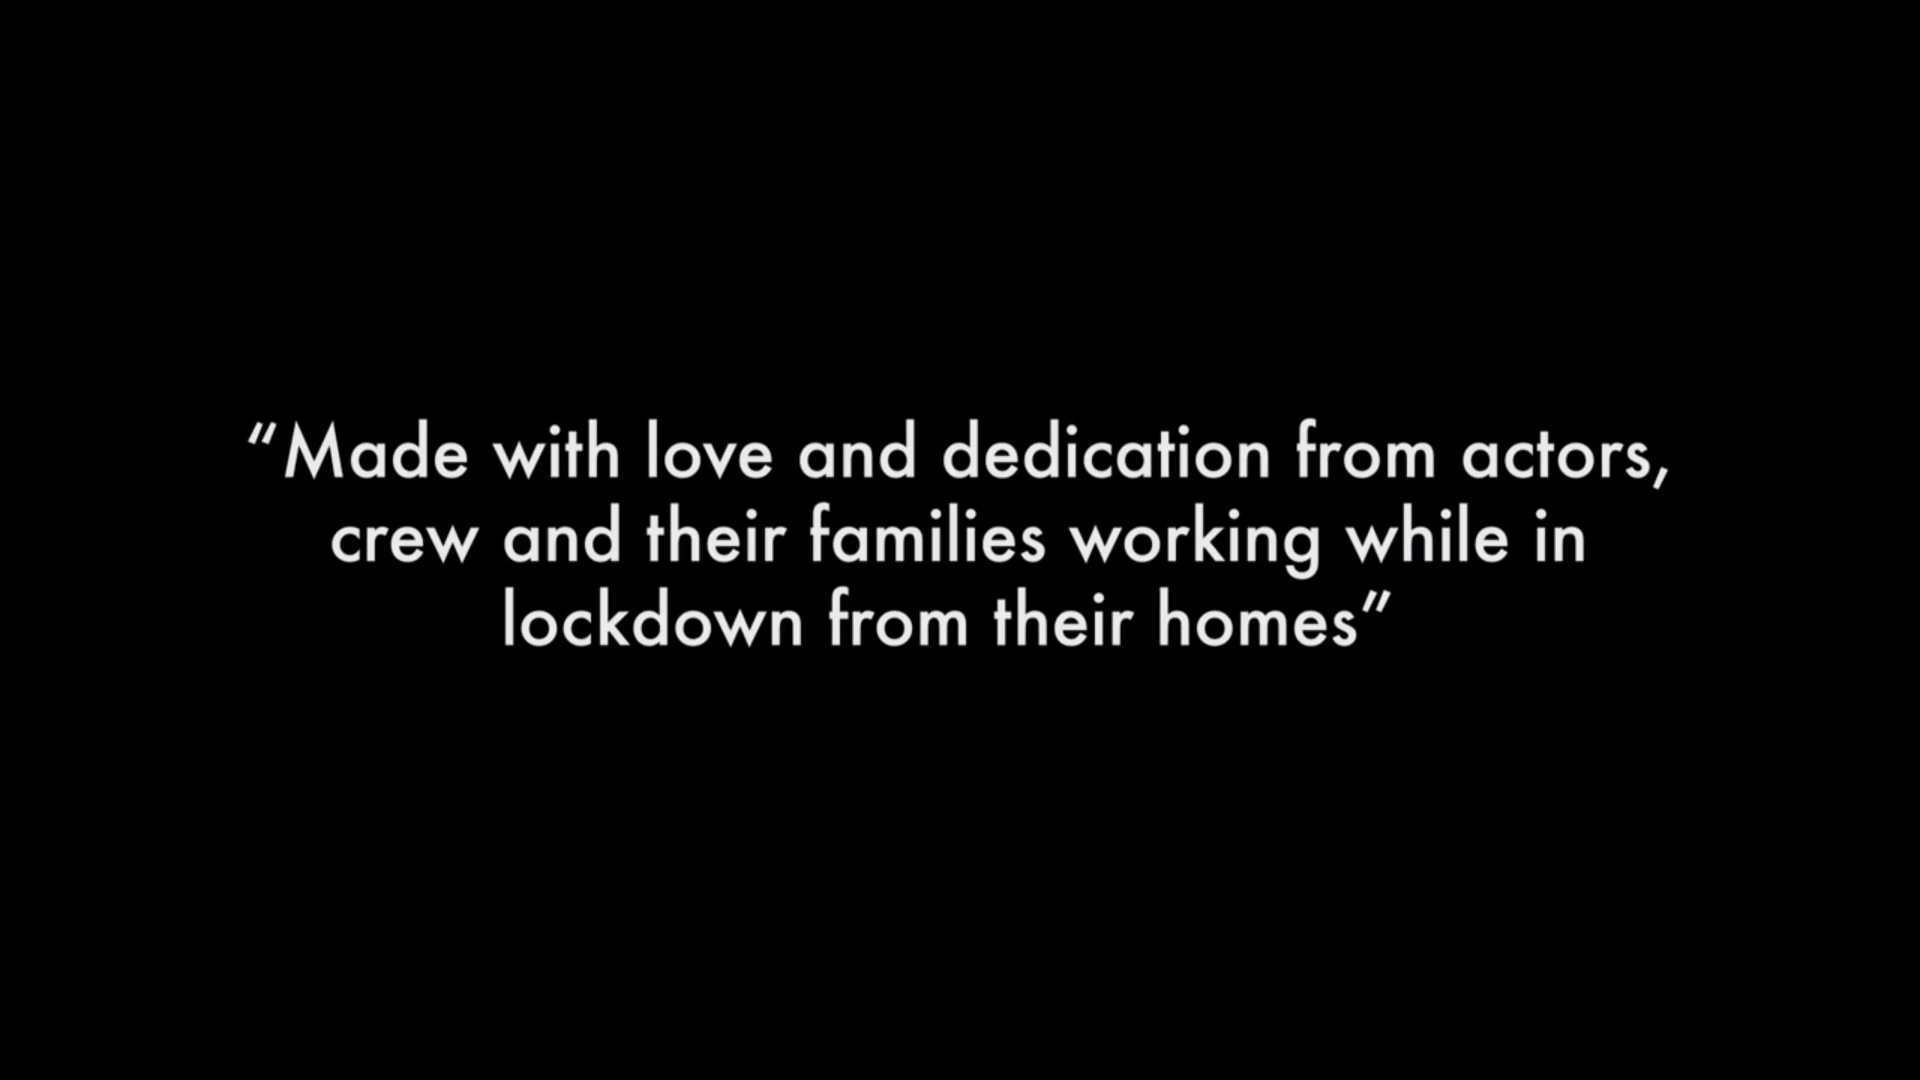 “Made with love and dedication from actors,
crew and their families working while in
lockdown from their homes”